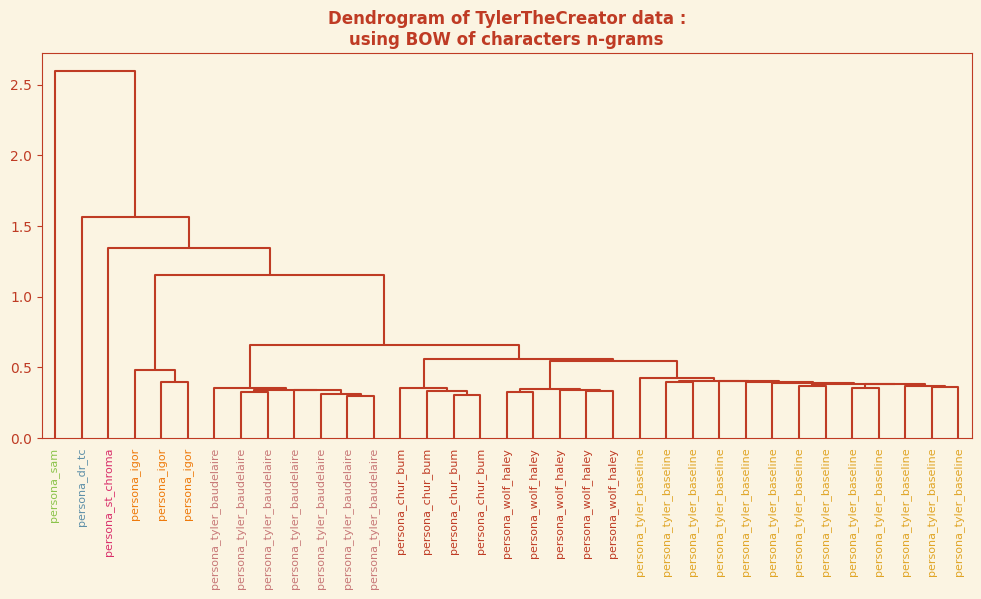 Dendrogram of TylerTheCreator data :
using BOW of characters n-grams
2.5
2.0
1.5
1.0
0.5
0.0
persona_sam
persona_dr_tc
persona_st_chroma
persona_igor
persona_igor
persona_igor
persona_tyler_baudelaire
persona_tyler_baudelaire
persona_tyler_baudelaire
persona_tyler_baudelaire
persona_tyler_baudelaire
persona_tyler_baudelaire
persona_tyler_baudelaire
persona_chur_bum
persona_chur_bum
persona_chur_bum
persona_chur_bum
persona_wolf_haley
persona_wolf_haley
persona_wolf_haley
persona_wolf_haley
persona_wolf_haley
persona_tyler_baseline
persona_tyler_baseline
persona_tyler_baseline
persona_tyler_baseline
persona_tyler_baseline
persona_tyler_baseline
persona_tyler_baseline
persona_tyler_baseline
persona_tyler_baseline
persona_tyler_baseline
persona_tyler_baseline
persona_tyler_baseline
persona_tyler_baseline